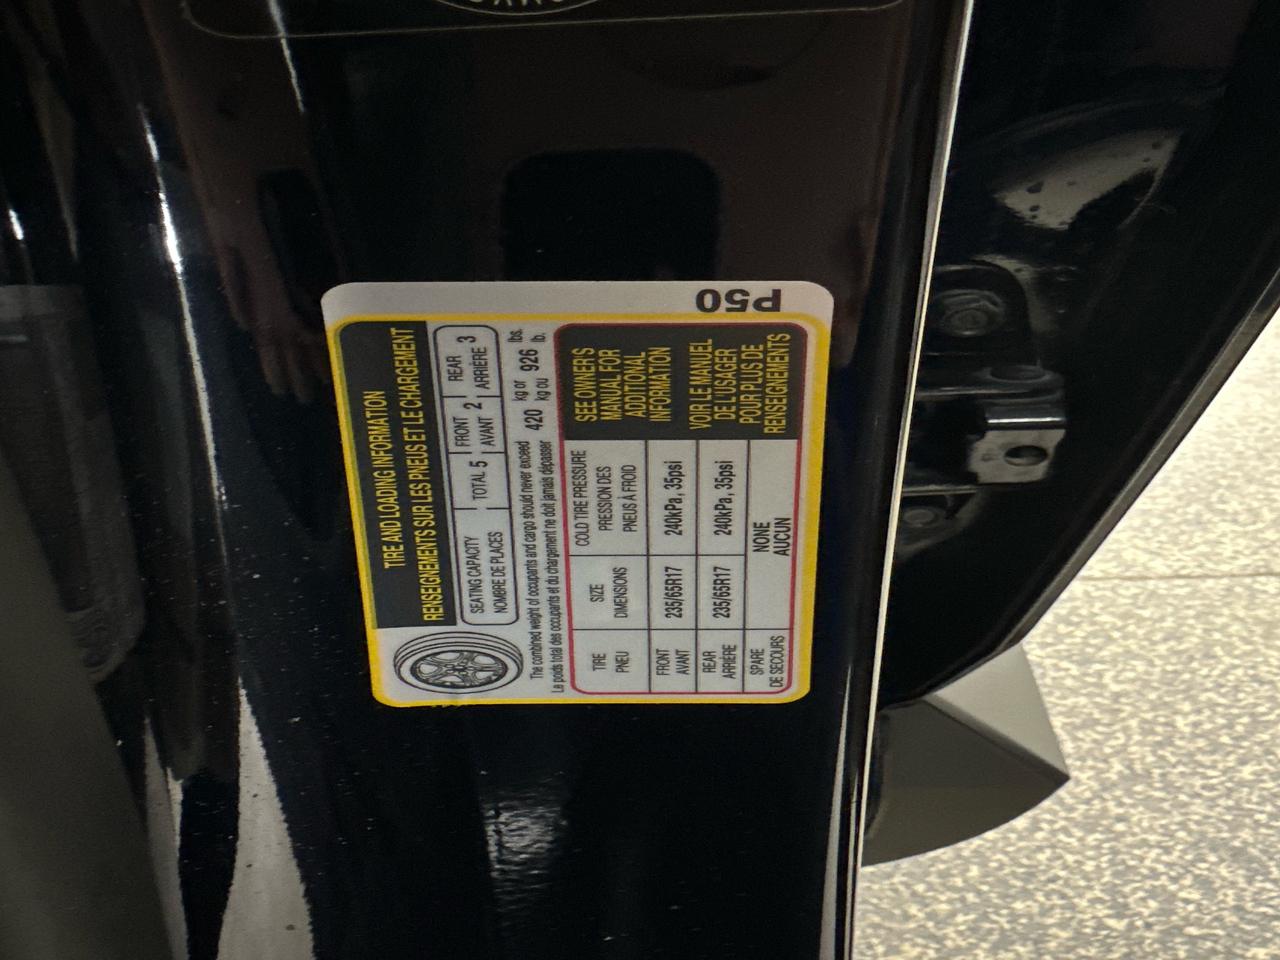 TIRE AND LOADING INFORMATION
RENSEIGNEMENTS SUR LES PNEUS ET LE CHARGEMENT
SEATING CAPACITY
NOMBRE DE PLACES
TOTAL 5
FRONT
AVANT 2
REAR
ARRIÈRE 3
The combined weight of occupants and cargo should never exceed 420 kg or 926 lbs.
Le poids total des occupants et du chargement ne doit jamais dépasser 420 kg ou 926 lb.
TIRE
PNEU
SIZE
DIMENSIONS
COLD TIRE PRESSURE
PRESSION DES
PNEUS À FROID
FRONT
AVANT
235/65R17
240kPa, 35psi
REAR
ARRIÈRE
235/65R17
240kPa, 35psi
SPARE
DE SECOURS
NONE
AUCUN
SEE OWNER'S
MANUAL FOR
ADDITIONAL
INFORMATION
VOIR LE MANUEL
DE L'USAGER
POUR PLUS DE
RENSEIGNEMENTS
P50